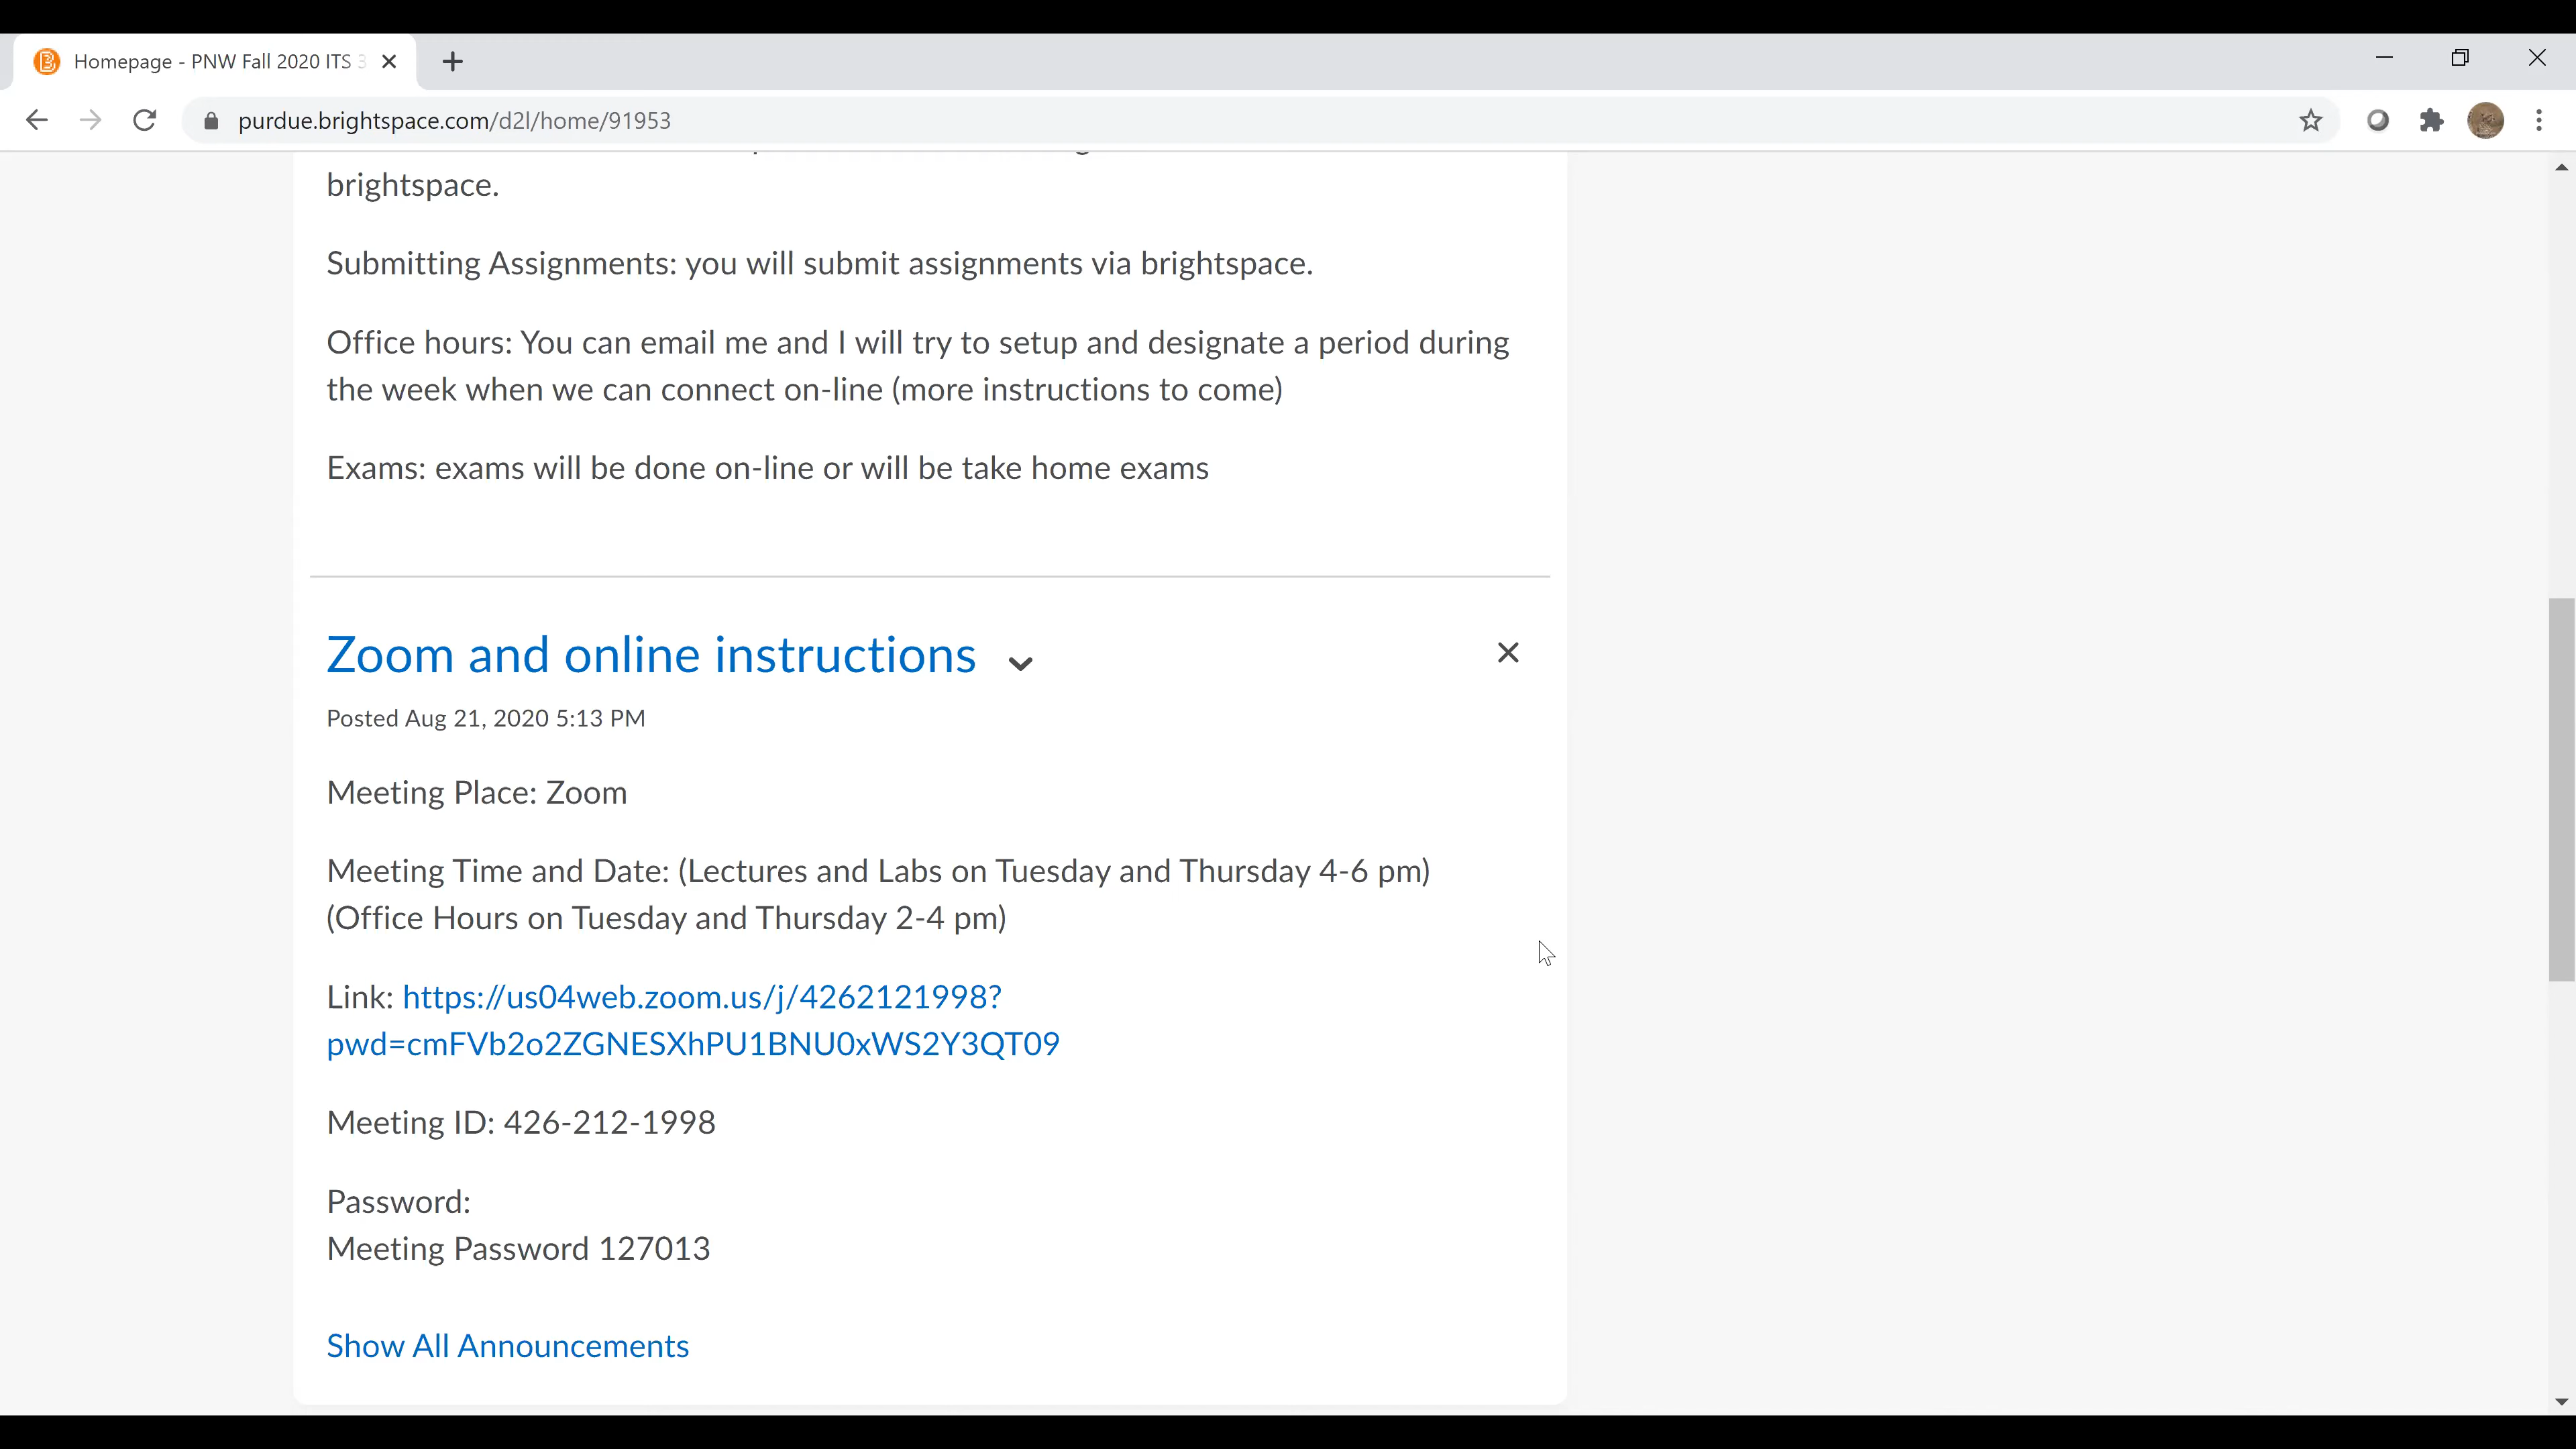 Homepage - PNW Fall 2020 ITS 3
purdue.brightspace.com/d2l/home/91953
brightspace.
Submitting Assignments: you will submit assignments via brightspace.
Office hours: You can email me and I will try to setup and designate a period during
the week when we can connect on-line (more instructions to come)
Exams: exams will be done on-line or will be take home exams
Zoom and online instructions
Posted Aug 21, 2020 5:13 PM
Meeting Place: Zoom
Meeting Time and Date: (Lectures and Labs on Tuesday and Thursday 4-6 pm)
(Office Hours on Tuesday and Thursday 2-4 pm)
Link: https://us04web.zoom.us/j/4262121998?
pwd=cmFVb2o2ZGNESXhPU1BNU0xWS2Y3QT09
Meeting ID: 426-212-1998
Password:
Meeting Password 127013
Show All Announcements